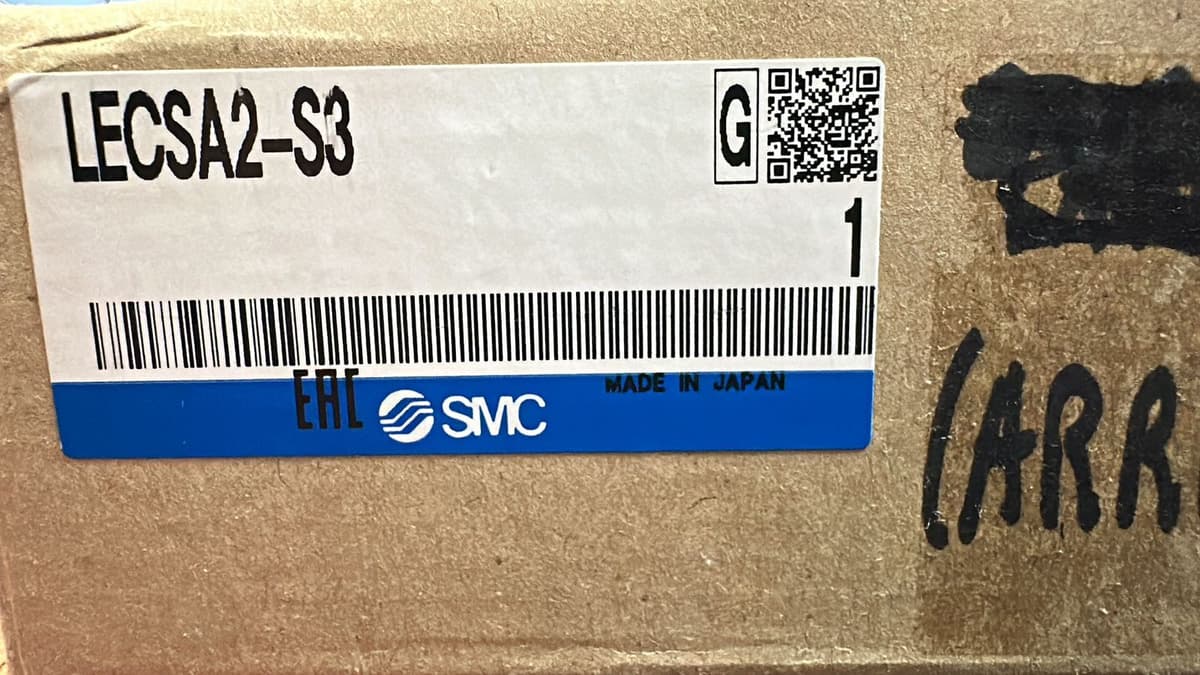 LECSA2-S3
G
1
EAC
SMC
MADE IN JAPAN